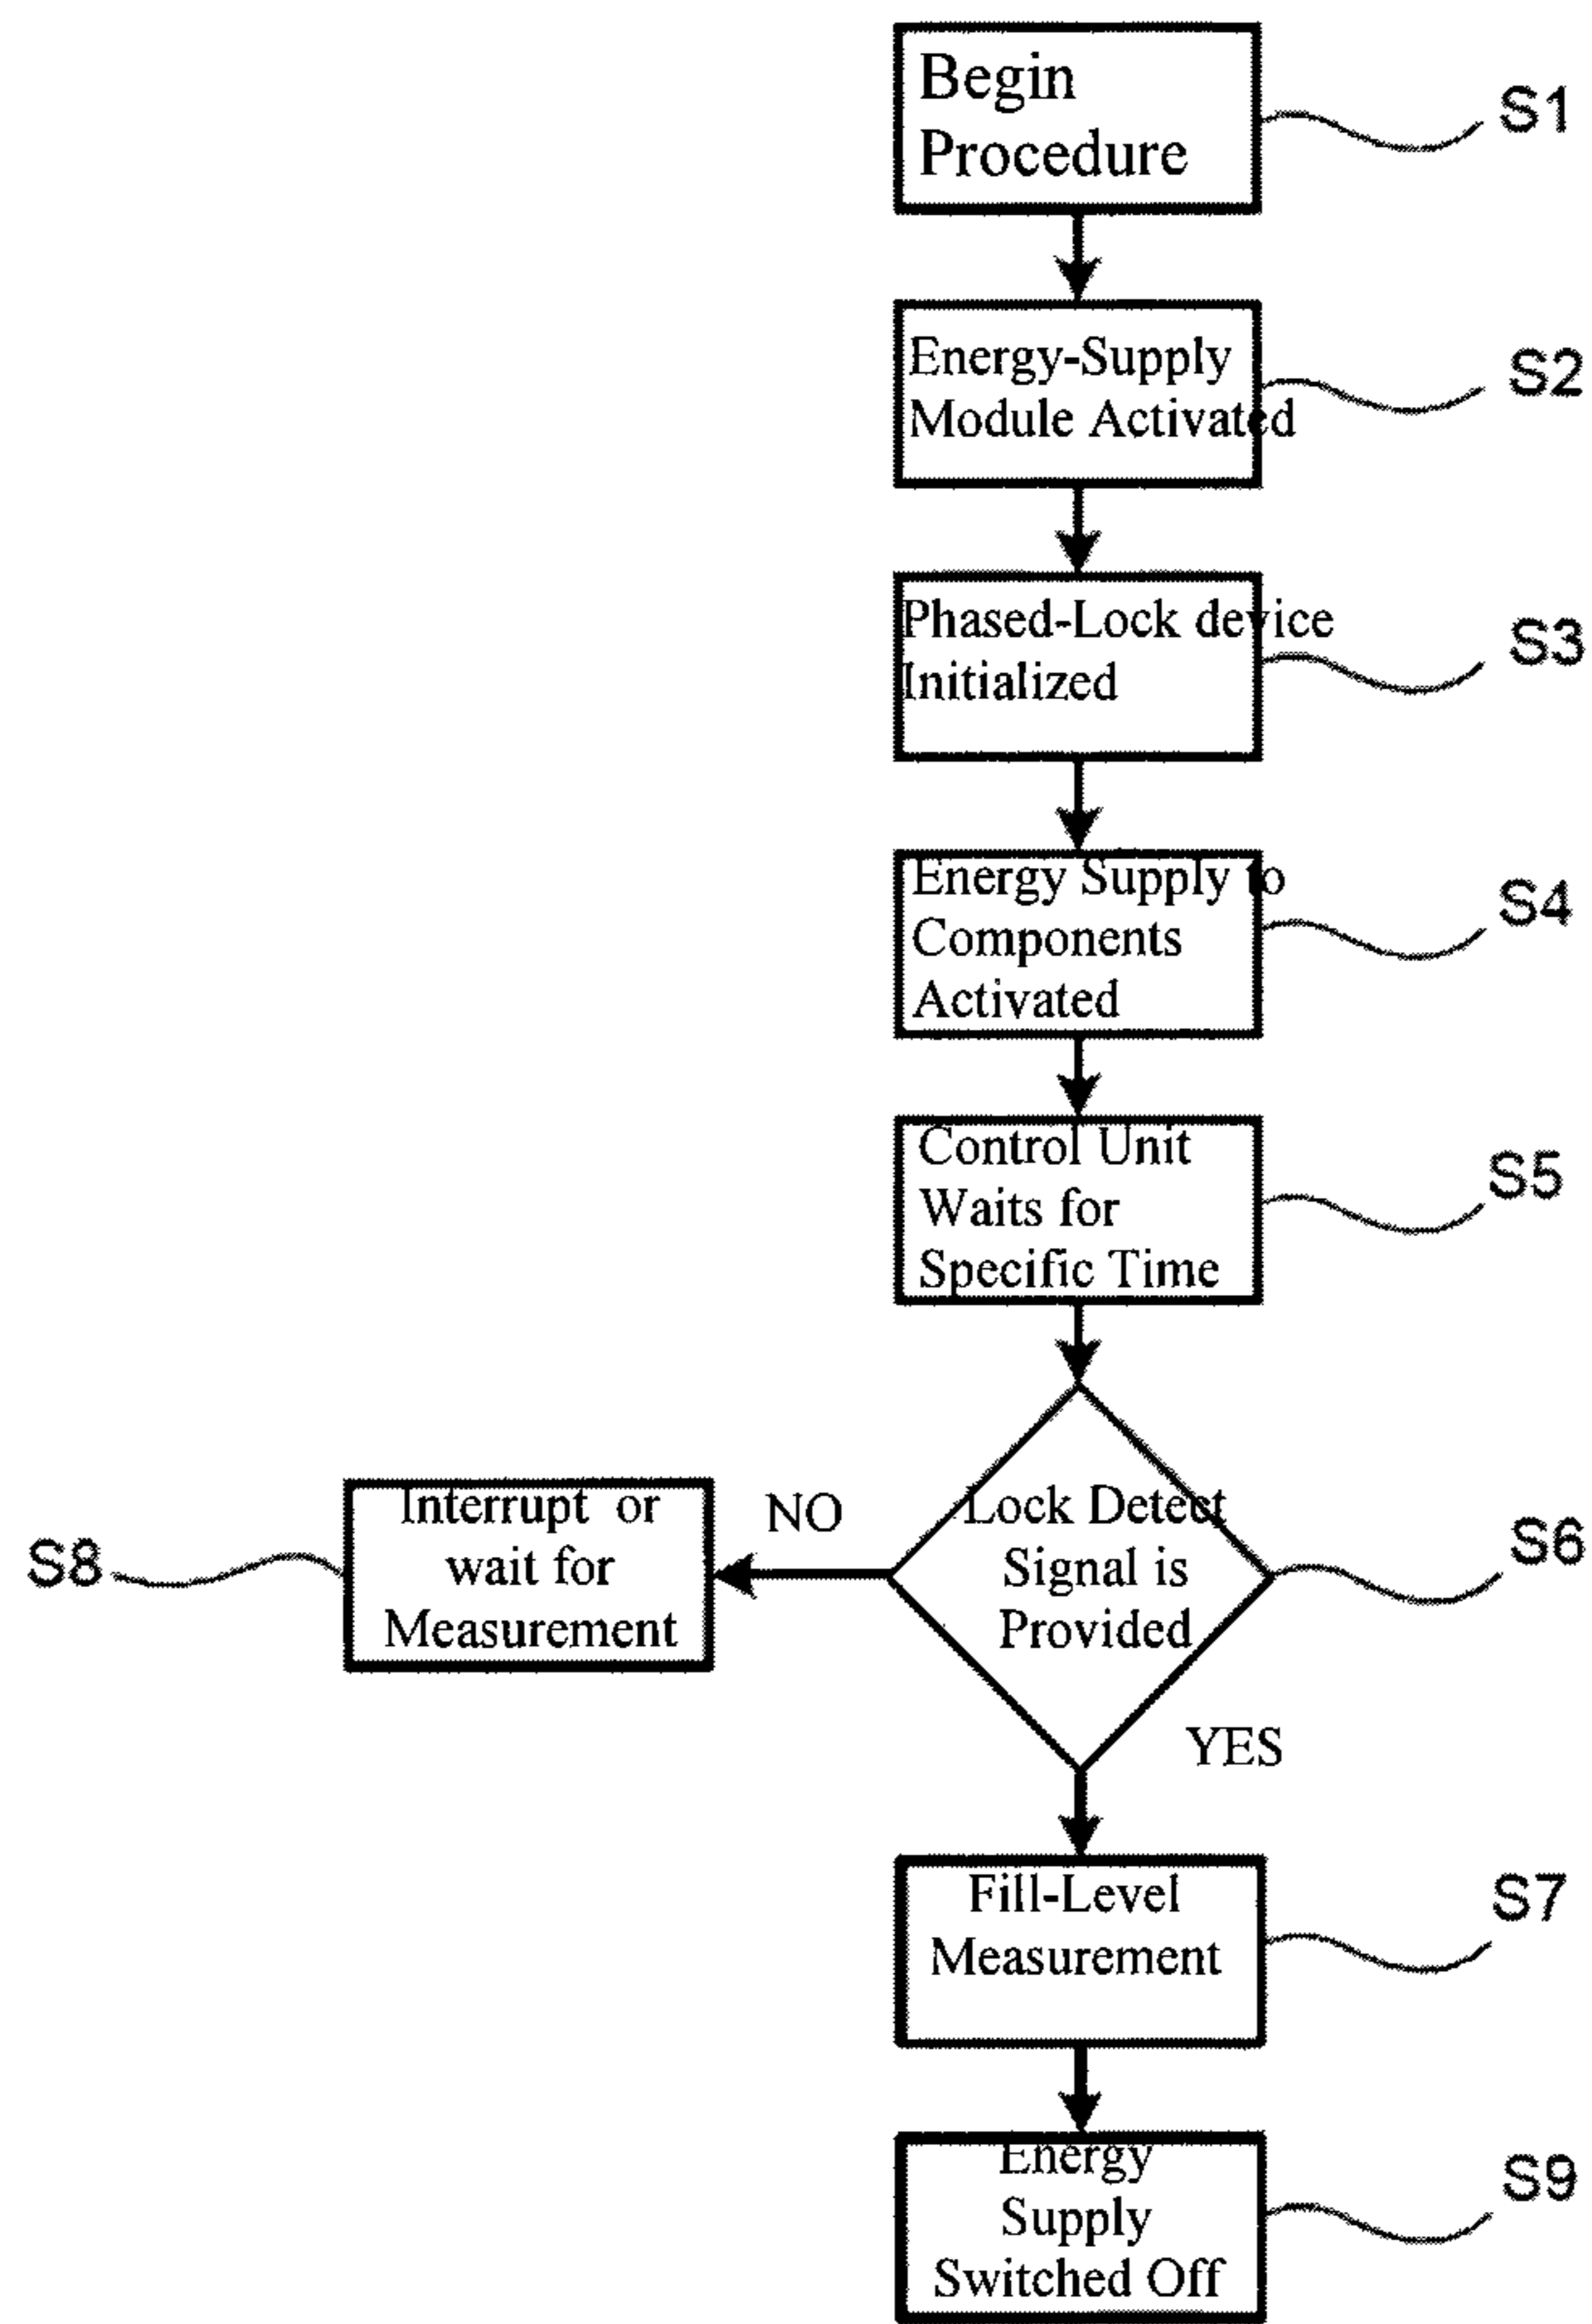 Begin
Procedure
S1
Energy-Supply
Module Activated
S2
Phased-Lock device
Initialized
S3
Energy Supply to
Components
Activated
S4
Control Unit
Waits for
Specific Time
S5
Lock Detect
Signal is
Provided
S6
NO
Interrupt or
wait for
Measurement
S8
YES
Fill-Level
Measurement
S7
Energy
Supply
Switched Off
S9